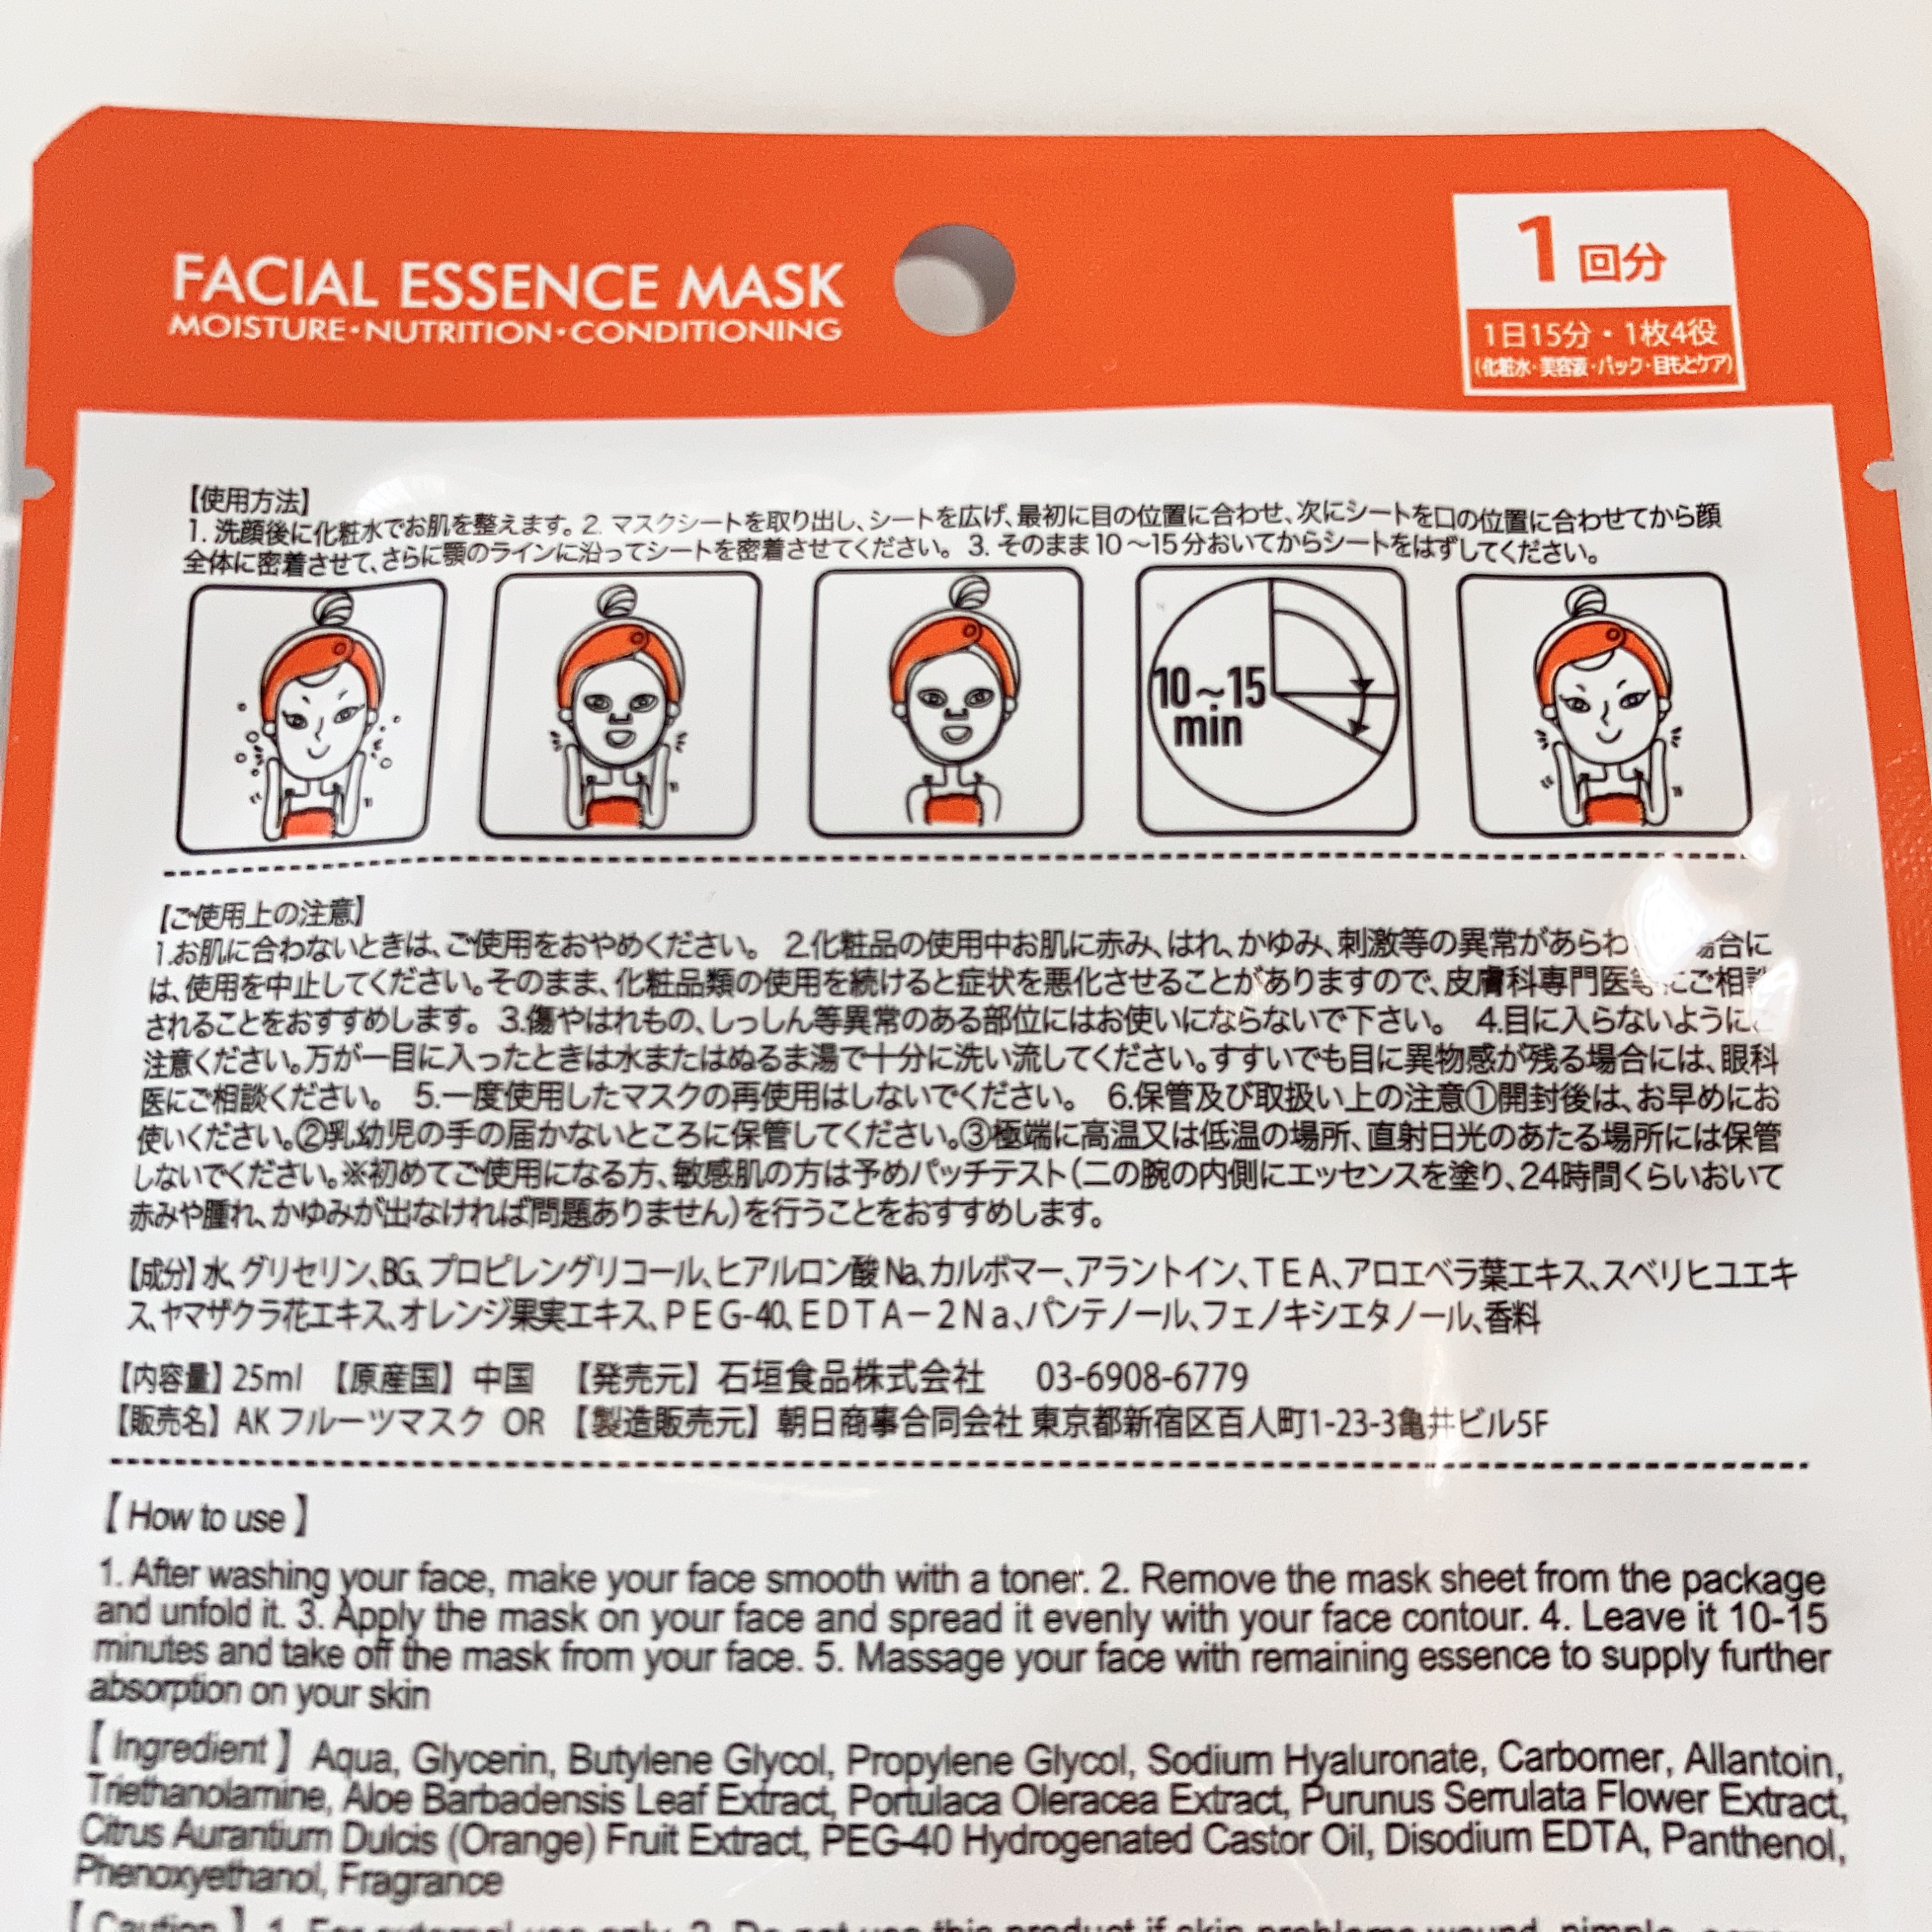 FACIAL ESSENCE MASK
MOISTURE・NUTRITION・CONDITIONING
1回分
1日15分・1枚4役
(化粧水・美容液・パック・目もとケア)
【使用方法】
1. 洗顔後に化粧水でお肌を整えます。2. マスクシートを取り出し、シートを広げ、最初に目の位置に合わせ、次にシートを口の位置に合わせてから顔
全体に密着させて、さらに顎のラインに沿ってシートを密着させてください。 3. そのまま10～15分おいてからシートをはずしてください。
10～15
min
【ご使用上の注意】
1.お肌に合わないときは、ご使用をおやめください。 2.化粧品の使用中お肌に赤み、はれ、かゆみ、刺激等の異常があらわ 場合に
は、使用を中止してください。そのまま、化粧品類の使用を続けると症状を悪化させることがありますので、皮膚科専門医等にご相談
されることをおすすめします。 3.傷やはれもの、しっしん等異常のある部位にはお使いにならないで下さい。 4.目に入らないように
注意ください。万が一目に入ったときは水またはぬるま湯で十分に洗い流してください。すすいでも目に異物感が残る場合には、眼科
医にご相談ください。 5.一度使用したマスクの再使用はしないでください。 6.保管及び取扱い上の注意①開封後は、お早めにお
使いください。②乳幼児の手の届かないところに保管してください。③極端に高温又は低温の場所、直射日光のあたる場所には保管
しないでください。※初めてご使用になる方、敏感肌の方は予めパッチテスト(二の腕の内側にエッセンスを塗り、24時間くらいおいて
赤みや腫れ、かゆみが出なければ問題ありません)を行うことをおすすめします。
【成分】水、グリセリン、BG、プロピレングリコール、ヒアルロン酸Na、カルボマー、アラントイン、TEA、アロエベラ葉エキス、スベリヒユエキ
ス、ヤマザクラ花エキス、オレンジ果実エキス、PEG-40、EDTA－2Na、パンテノール、フェノキシエタノール、香料
【内容量】25ml 【原産国】中国 【発売元】石垣食品株式会社 03-6908-6779
【販売名】AKフルーツマスク OR 【製造販売元】朝日商事合同会社 東京都新宿区百人町1-23-3亀井ビル5F
【How to use】
1. After washing your face, make your face smooth with a toner. 2. Remove the mask sheet from the package
and unfold it. 3. Apply the mask on your face and spread it evenly with your face contour. 4. Leave it 10-15
minutes and take off the mask from your face. 5. Massage your face with remaining essence to supply further
absorption on your skin
【Ingredient】Aqua, Glycerin, Butylene Glycol, Propylene Glycol, Sodium Hyaluronate, Carbomer, Allantoin,
Triethanolamine, Aloe Barbadensis Leaf Extract, Portulaca Oleracea Extract, Purunus Serrulata Flower Extract,
Citrus Aurantium Dulcis (Orange) Fruit Extract, PEG-40 Hydrogenated Castor Oil, Disodium EDTA, Panthenol,
Phenoxyethanol, Fragrance
【Caution】1. For external use only. 2. Do not use this product if skin problems wound, pimple,